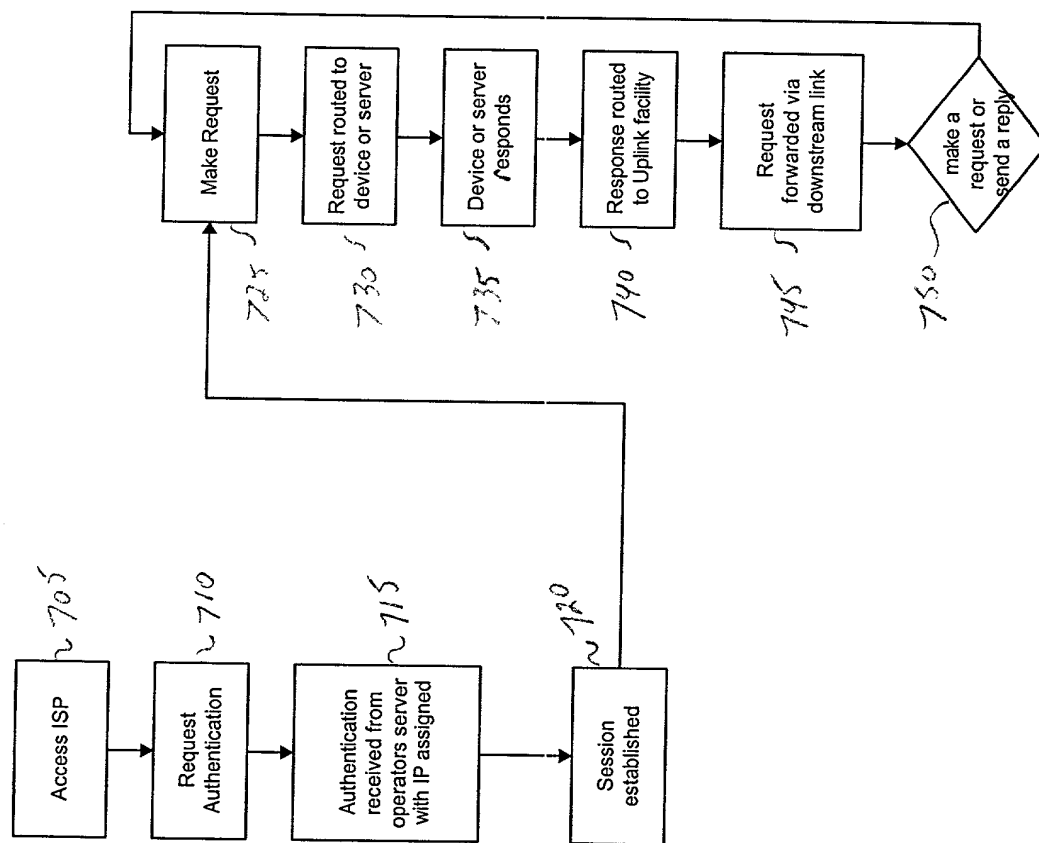 Access ISP
~ 705
Request
Authentication
~ 710
Authentication
received from
operators server
with IP assigned
~ 715
Session
established
~ 720
Make Request
725
Request routed to
device or server
730
Device or server
responds
735
Response routed
to Uplink facility
740
Request
forwarded via
downstream link
745
make a
request or
send a reply
750